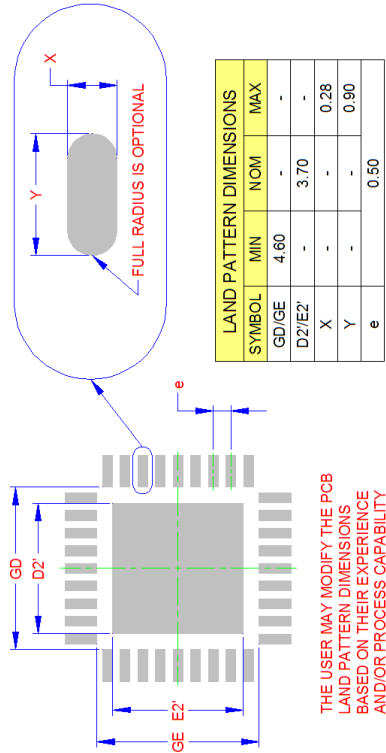 X
Y
FULL RADIUS IS OPTIONAL
e
GD
D2'
E2'
GE
LAND PATTERN DIMENSIONS
SYMBOL MIN NOM MAX
GD/GE 4.60 - -
D2'/E2' - 3.70 -
X - - 0.28
Y - - 0.90
e 0.50
THE USER MAY MODIFY THE PCB
LAND PATTERN DIMENSIONS
BASED ON THEIR EXPERIENCE
AND/OR PROCESS CAPABILITY